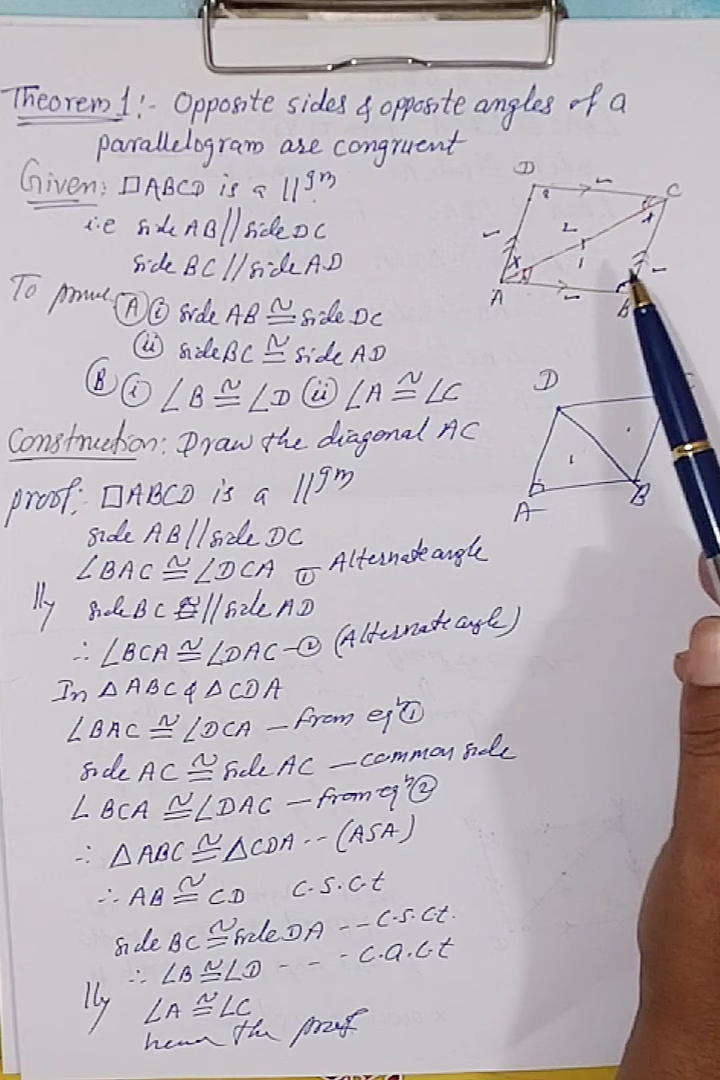 Theorem 1:- Opposite sides & opposite angles of a
parallelogram are congruent
Given: □ABCD is a ||gm
i.e side AB//side DC
side BC//side AD
To prove (A) (i) side AB ≅ side DC
(ii) side BC ≅ side AD
(B) (i) ∠B ≅ ∠D (ii) ∠A ≅ ∠C
Construction: Draw the diagonal AC
proof: □ABCD is a ||gm
side AB//side DC
∠BAC ≅ ∠DCA — ① Alternate angle
||ly side BC // side AD
∴ ∠BCA ≅ ∠DAC — ② (Alternate angle)
In △ABC & △CDA
∠BAC ≅ ∠DCA — from eqn ①
side AC ≅ side AC — common side
∠BCA ≅ ∠DAC — from eqn ②
∴ △ABC ≅ △CDA -- (ASA)
∴ AB ≅ CD C.S.C.t
side BC ≅ side DA -- C.S.Ct.
∴ ∠B ≅ ∠D - - - C.a.C.t
||ly ∠A ≅ ∠C
hence the proof
D
C
x
2
1
x
A
B
D
C
1
A
B